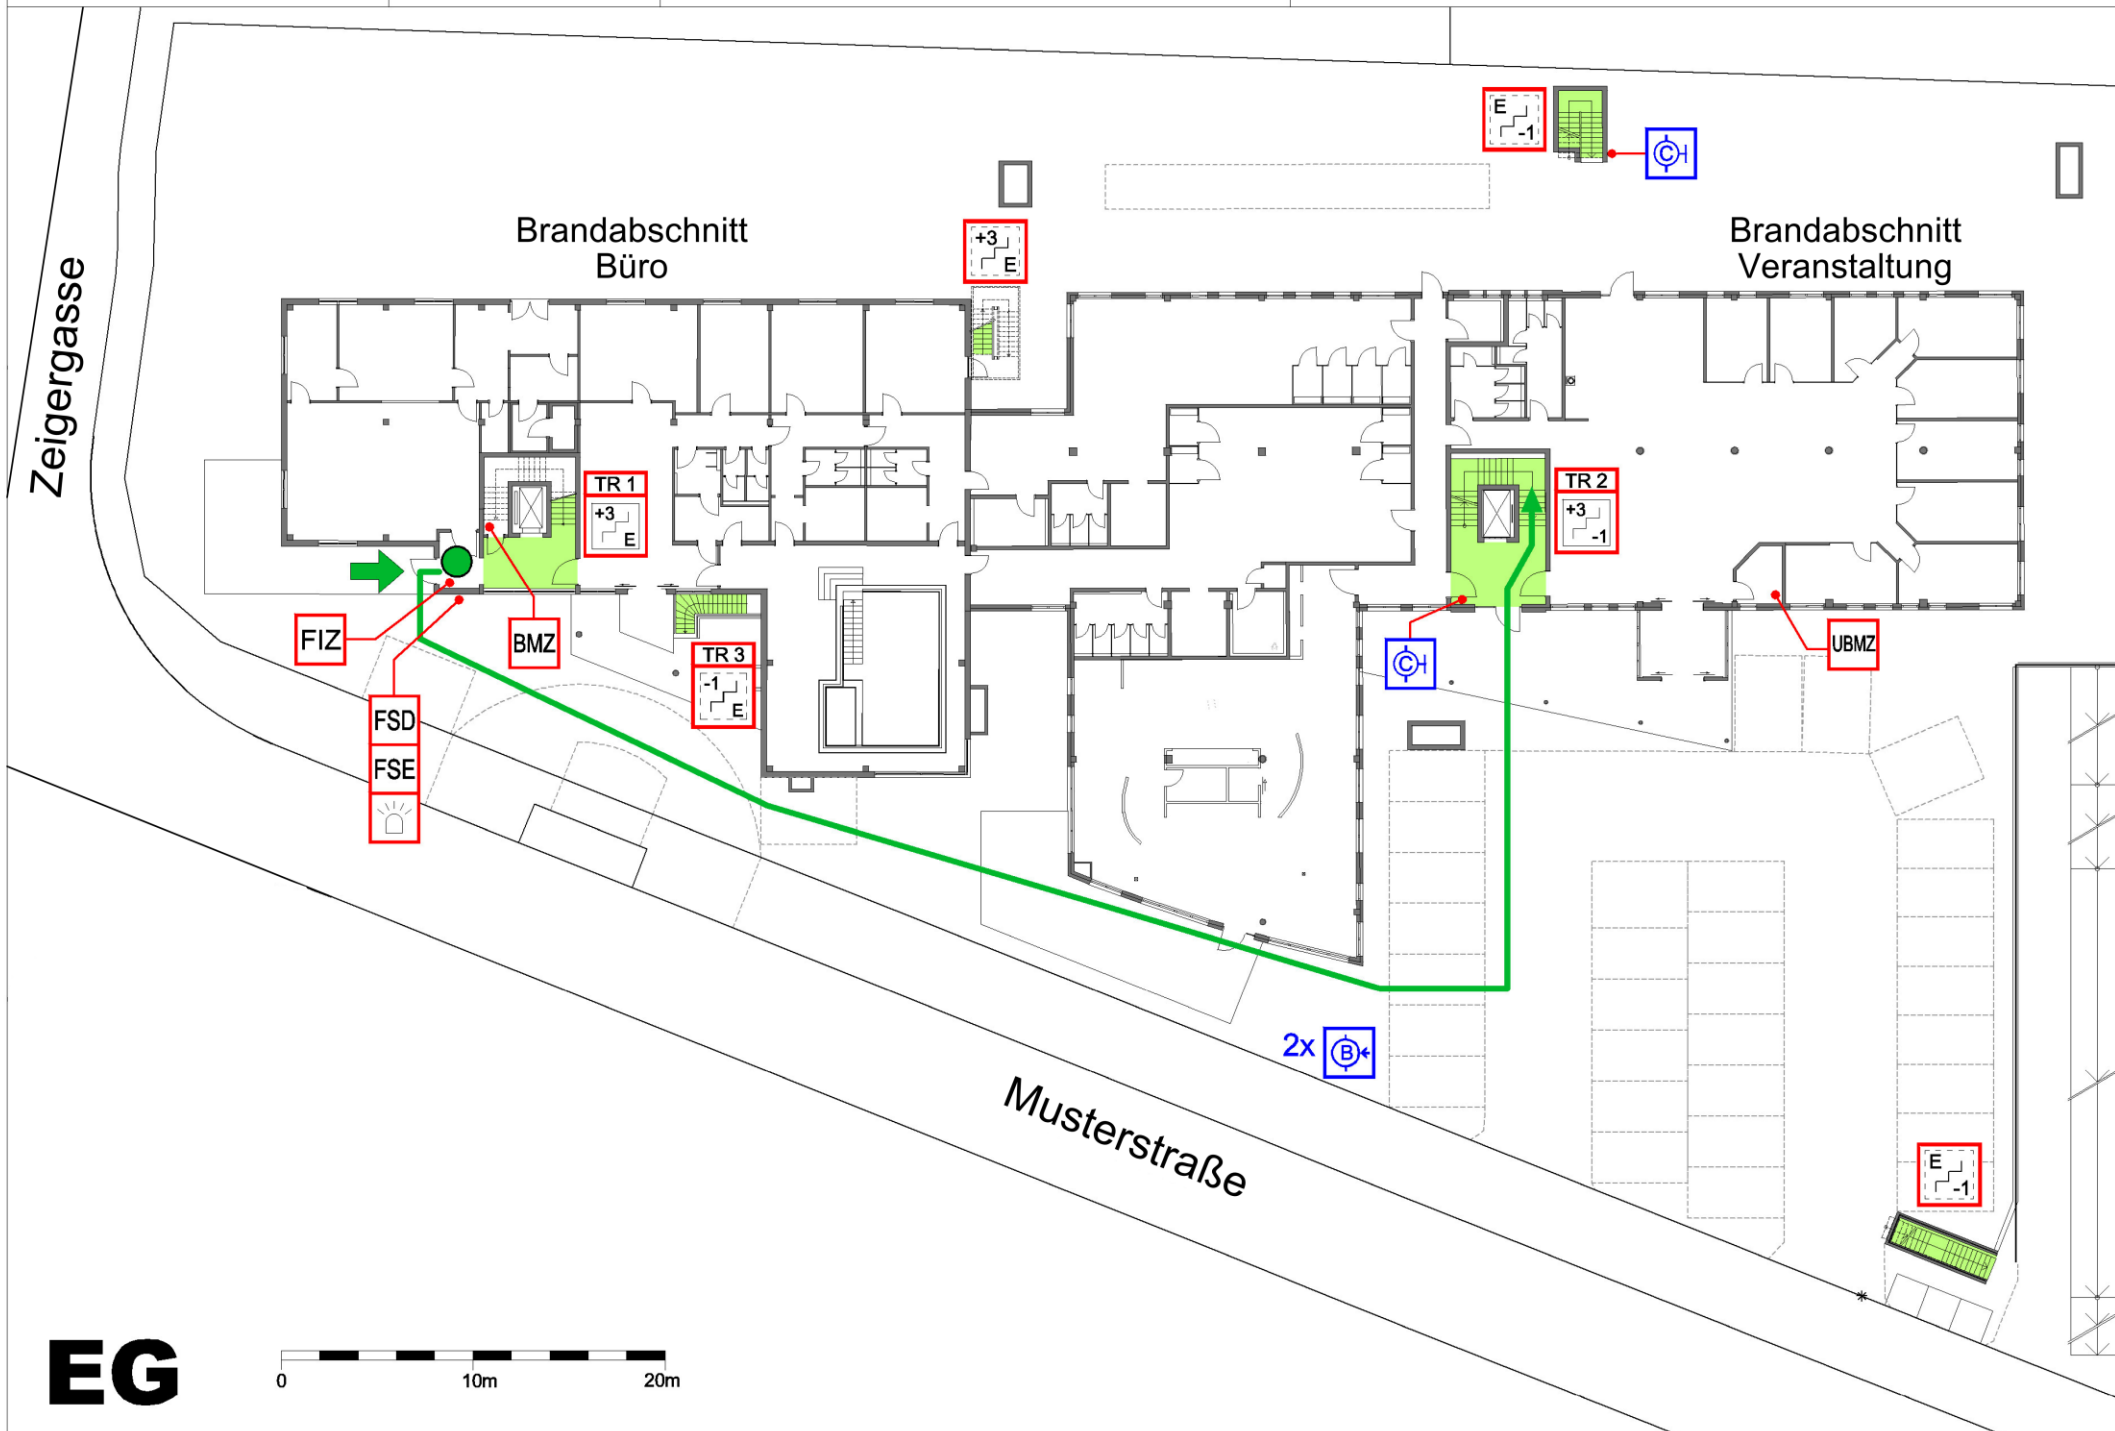 E
-1
C
Brandabschnitt
Büro
+3
E
Brandabschnitt
Veranstaltung
Zeigergasse
TR 1
+3
E
TR 2
+3
-1
FIZ
BMZ
TR 3
-1
E
C
UBMZ
FSD
FSE
2x B
Musterstraße
E
-1
EG
0 10m 20m